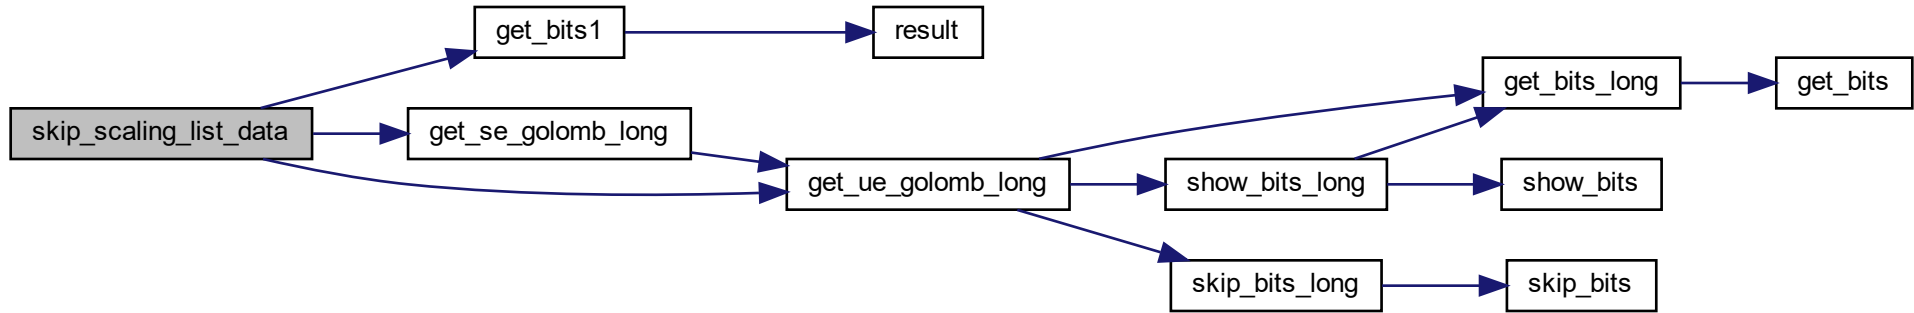 get_bits1
result
get_bits_long
get_bits
skip_scaling_list_data
get_se_golomb_long
get_ue_golomb_long
show_bits_long
show_bits
skip_bits_long
skip_bits